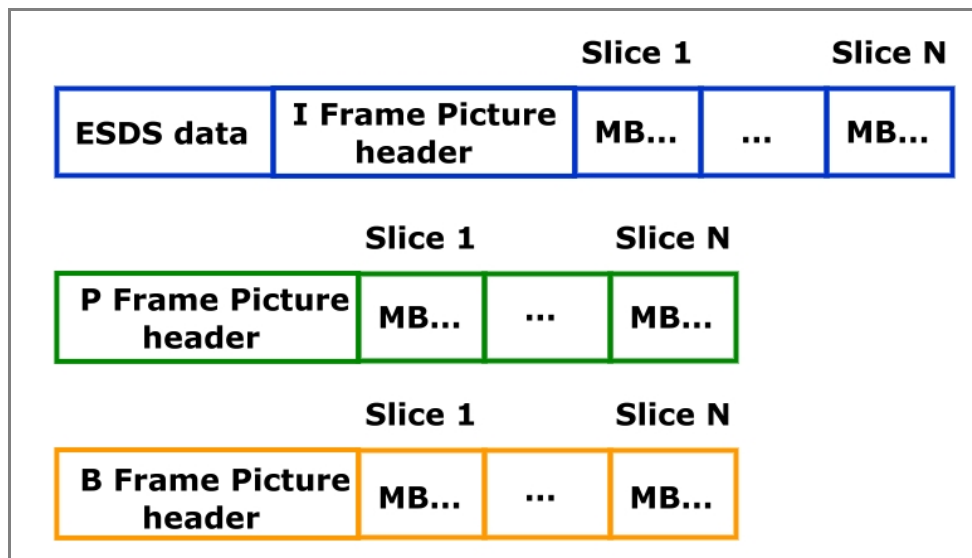 Slice 1 Slice N
ESDS data I Frame Picture header MB... ... MB...
Slice 1 Slice N
P Frame Picture header MB... ... MB...
Slice 1 Slice N
B Frame Picture header MB... ... MB...